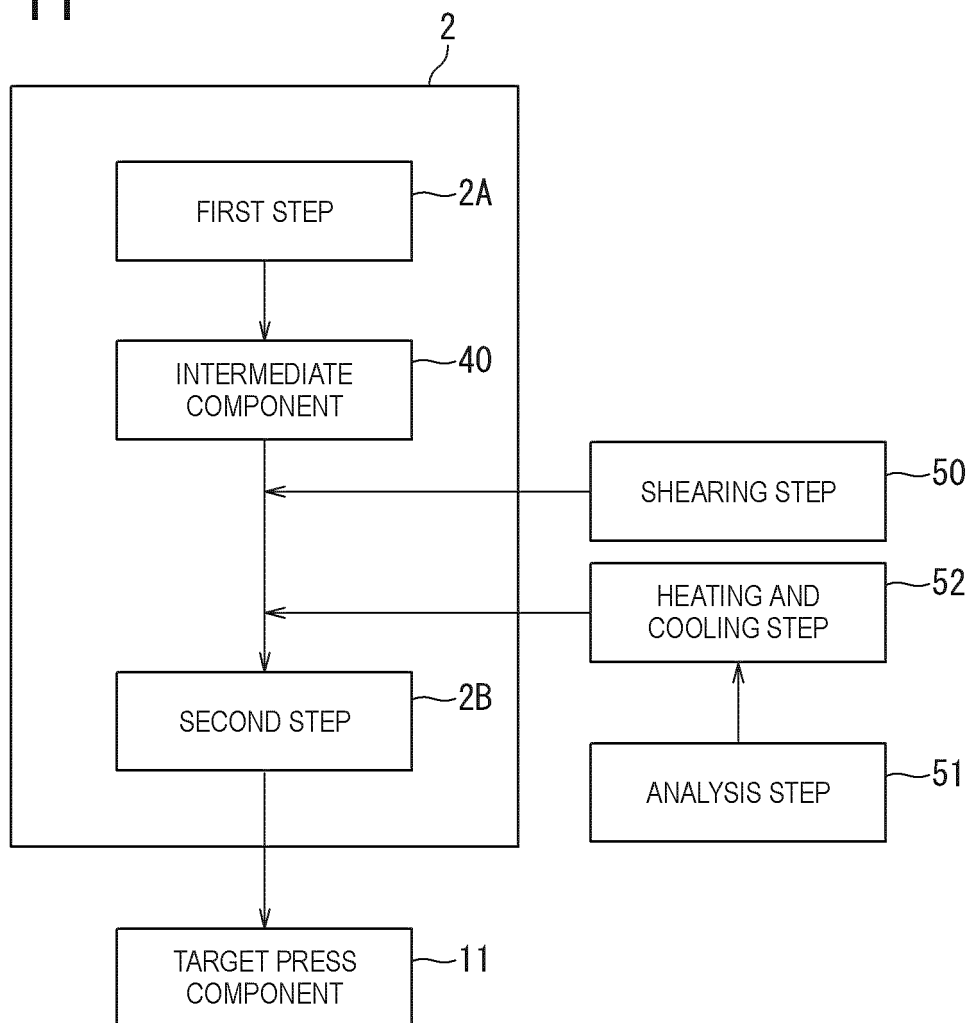 2
FIRST STEP
2A
INTERMEDIATE
COMPONENT
40
SHEARING STEP
50
HEATING AND
COOLING STEP
52
SECOND STEP
2B
ANALYSIS STEP
51
TARGET PRESS
COMPONENT
11